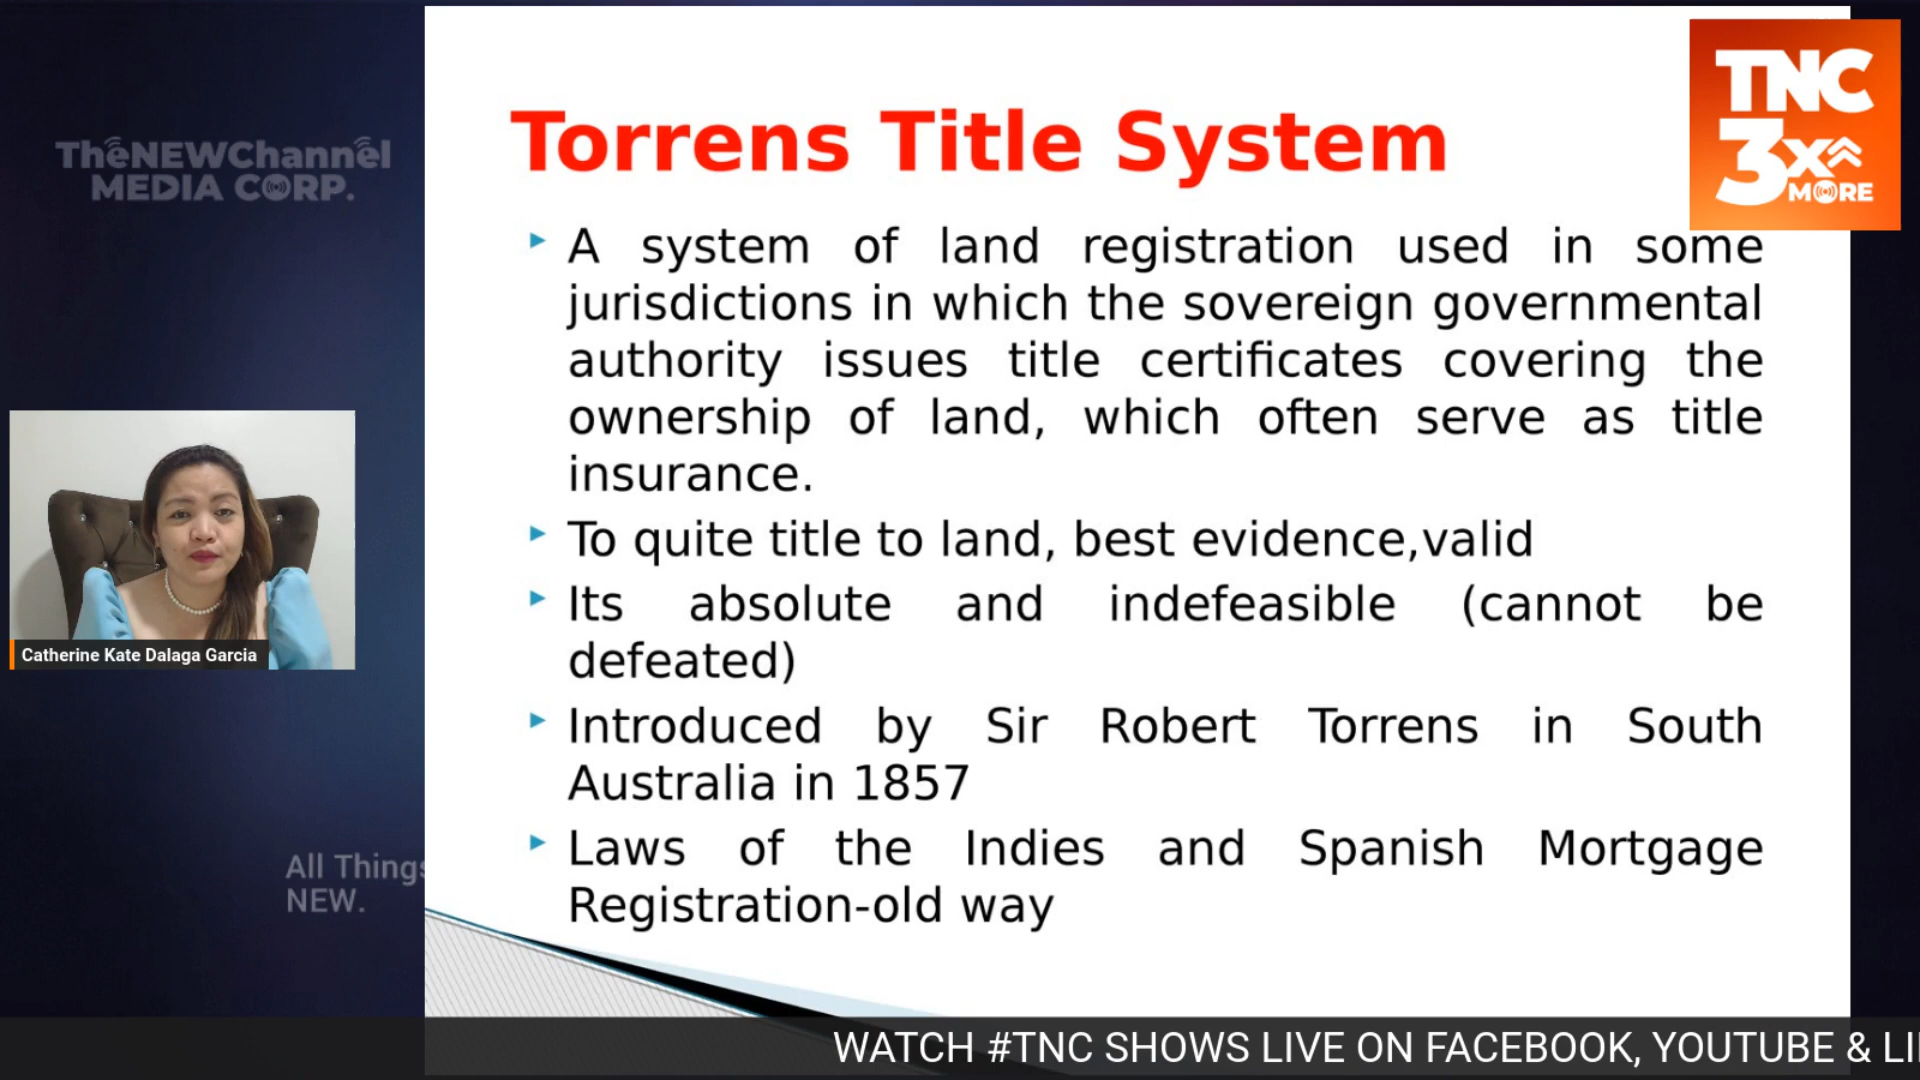 TheNEWChannel
MEDIA CORP.
TNC
3x
MORE
Torrens Title System
A system of land registration used in some
jurisdictions in which the sovereign governmental
authority issues title certificates covering the
ownership of land, which often serve as title
insurance.
To quite title to land, best evidence,valid
Its absolute and indefeasible (cannot be
defeated)
Introduced by Sir Robert Torrens in South
Australia in 1857
Laws of the Indies and Spanish Mortgage
Registration-old way
Catherine Kate Dalaga Garcia
All Things
NEW.
WATCH #TNC SHOWS LIVE ON FACEBOOK, YOUTUBE & LI